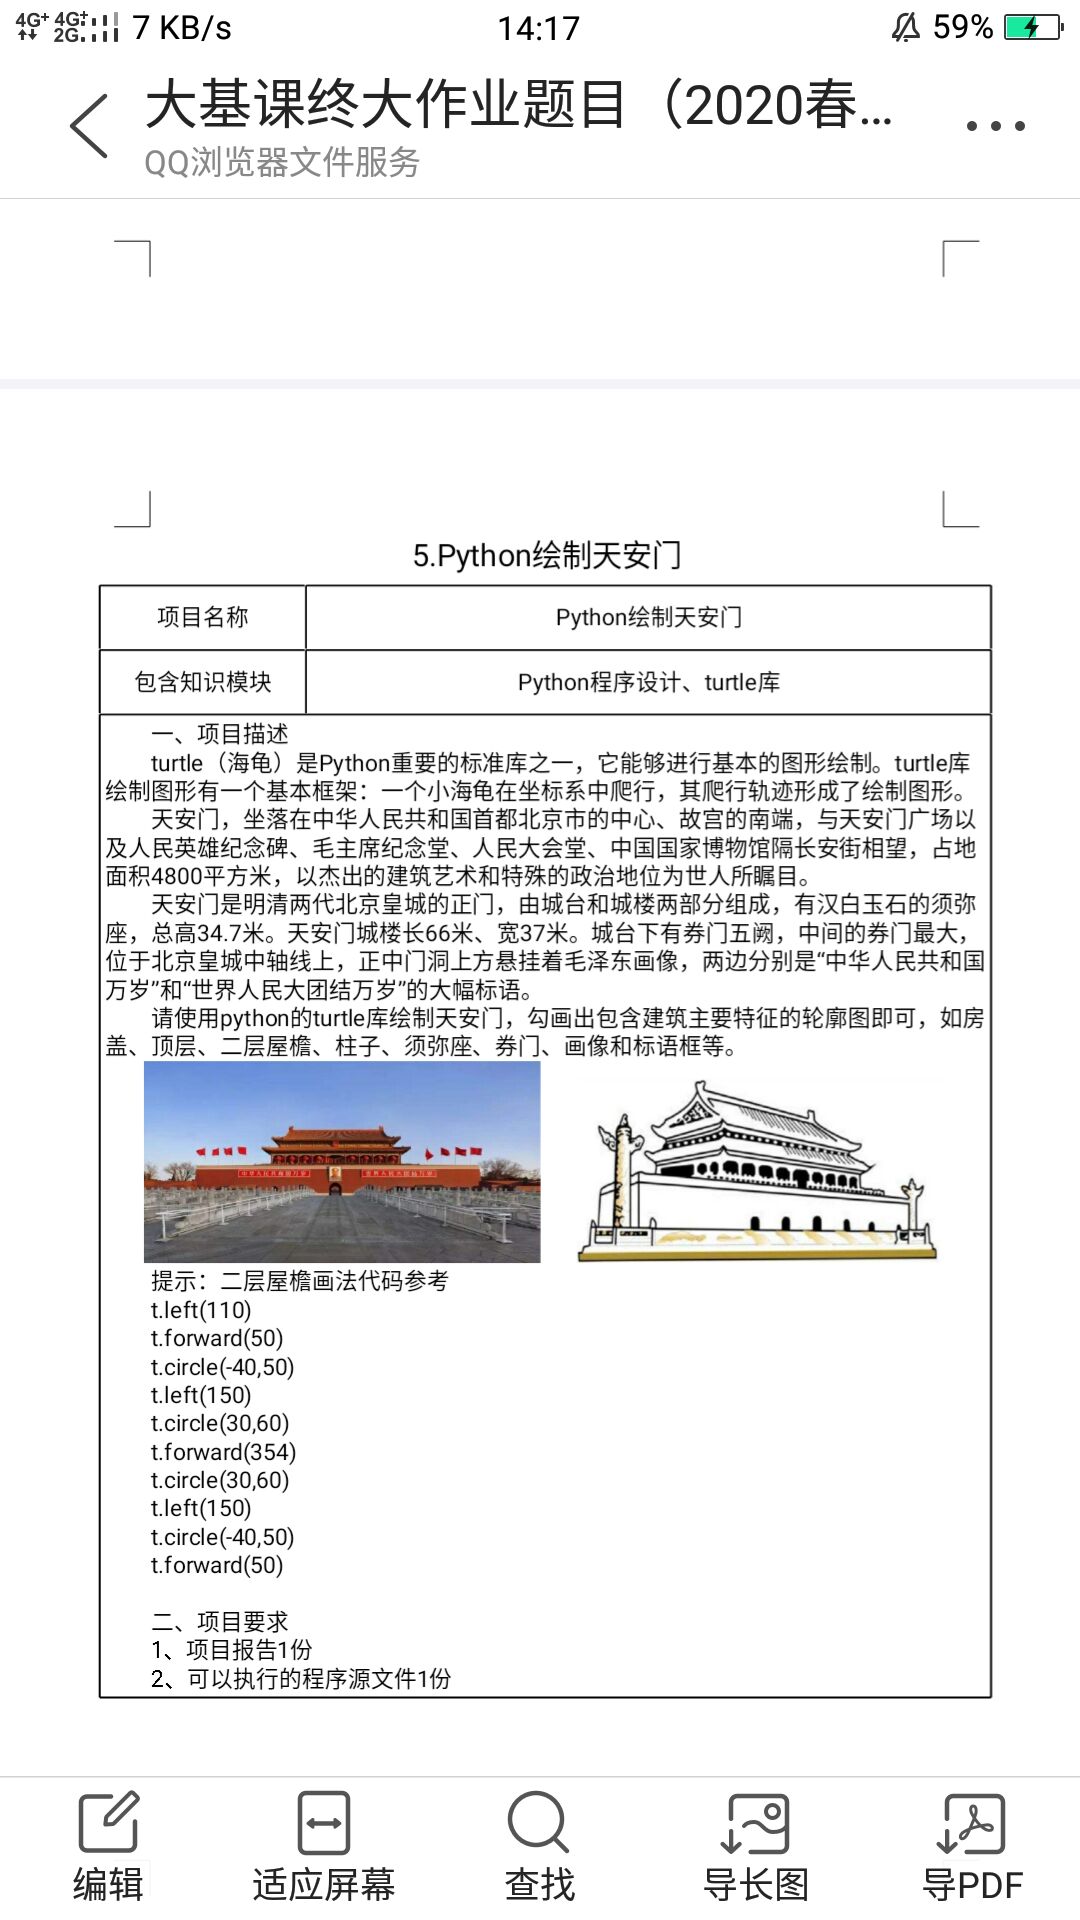 4G+ 4G+ 2G 7 KB/s 14:17 59%
大基课终大作业题目（2020春...
QQ浏览器文件服务
5.Python绘制天安门
项目名称 Python绘制天安门
包含知识模块 Python程序设计、turtle库
一、项目描述
turtle（海龟）是Python重要的标准库之一，它能够进行基本的图形绘制。turtle库
绘制图形有一个基本框架：一个小海龟在坐标系中爬行，其爬行轨迹形成了绘制图形。
天安门，坐落在中华人民共和国首都北京市的中心、故宫的南端，与天安门广场以
及人民英雄纪念碑、毛主席纪念堂、人民大会堂、中国国家博物馆隔长安街相望，占地
面积4800平方米，以杰出的建筑艺术和特殊的政治地位为世人所瞩目。
天安门是明清两代北京皇城的正门，由城台和城楼两部分组成，有汉白玉石的须弥
座，总高34.7米。天安门城楼长66米、宽37米。城台下有券门五阙，中间的券门最大，
位于北京皇城中轴线上，正中门洞上方悬挂着毛泽东画像，两边分别是“中华人民共和国
万岁”和“世界人民大团结万岁”的大幅标语。
请使用python的turtle库绘制天安门，勾画出包含建筑主要特征的轮廓图即可，如房
盖、顶层、二层屋檐、柱子、须弥座、券门、画像和标语框等。
中华人民共和国万岁 世界人民大团结万岁
提示：二层屋檐画法代码参考
t.left(110)
t.forward(50)
t.circle(-40,50)
t.left(150)
t.circle(30,60)
t.forward(354)
t.circle(30,60)
t.left(150)
t.circle(-40,50)
t.forward(50)
二、项目要求
1、项目报告1份
2、可以执行的程序源文件1份
编辑 适应屏幕 查找 导长图 导PDF